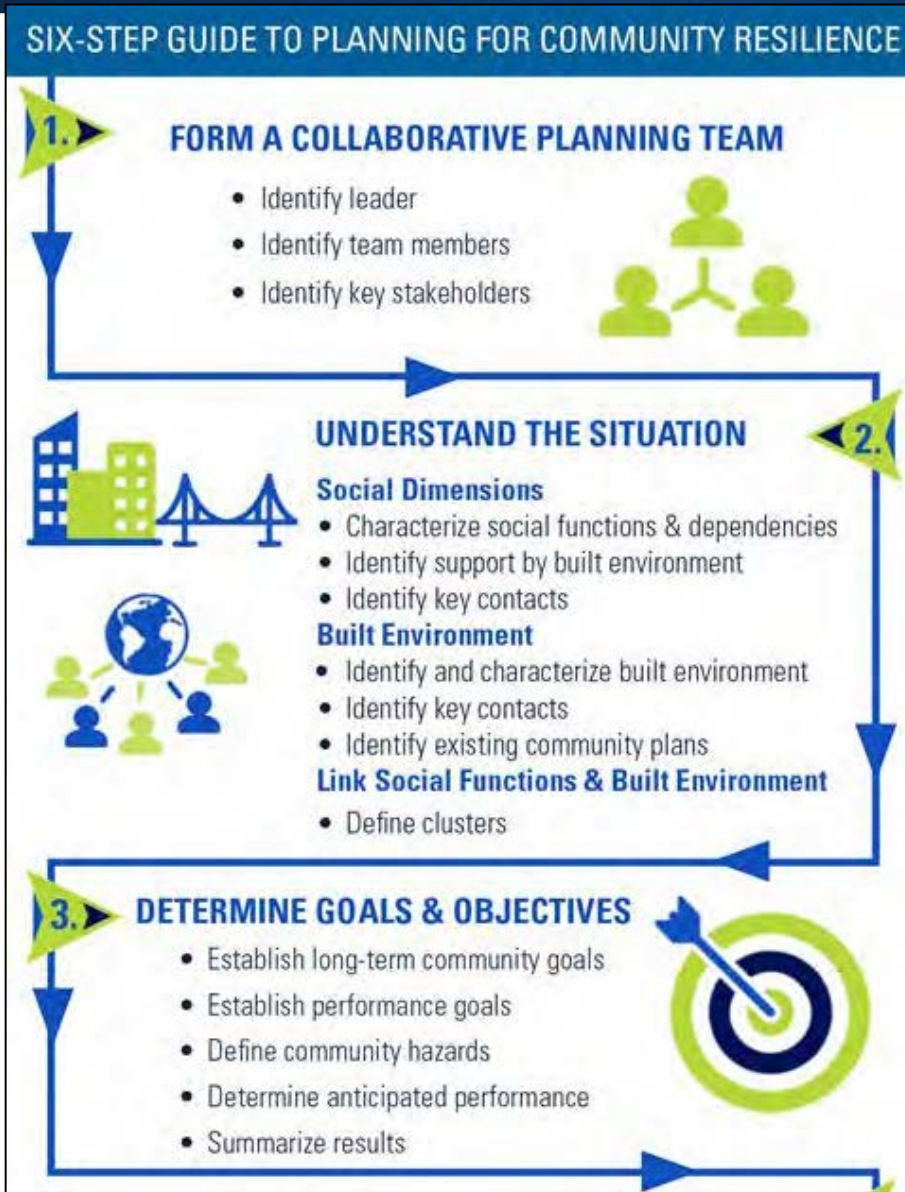 SIX-STEP GUIDE TO PLANNING FOR COMMUNITY RESILIENCE
1.
FORM A COLLABORATIVE PLANNING TEAM
• Identify leader
• Identify team members
• Identify key stakeholders
2.
UNDERSTAND THE SITUATION
Social Dimensions
• Characterize social functions & dependencies
• Identify support by built environment
• Identify key contacts
Built Environment
• Identify and characterize built environment
• Identify key contacts
• Identify existing community plans
Link Social Functions & Built Environment
• Define clusters
3.
DETERMINE GOALS & OBJECTIVES
• Establish long-term community goals
• Establish performance goals
• Define community hazards
• Determine anticipated performance
• Summarize results